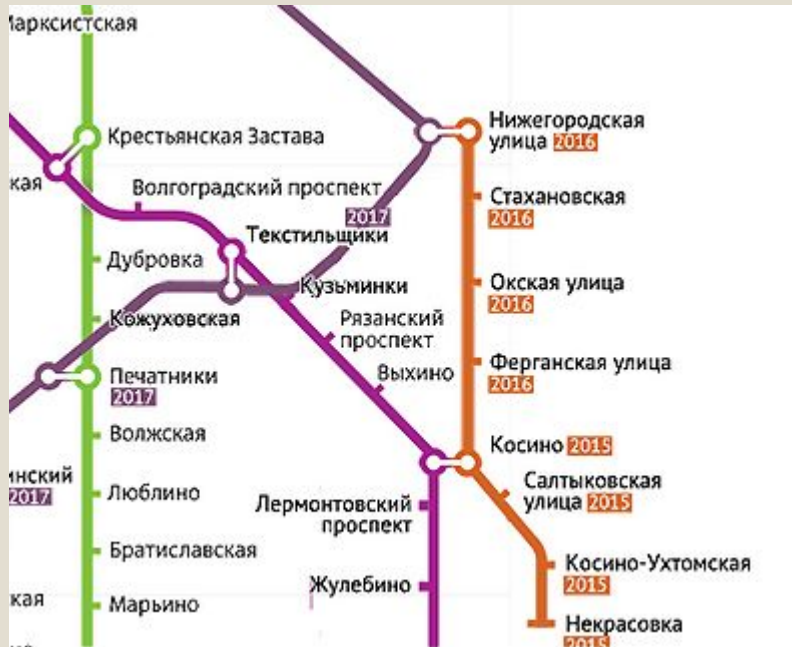 Марксистская
Крестьянская Застава
кая
Волгоградский проспект
2017
Текстильщики
Дубровка
Кузьминки
Кожуховская
Рязанский
проспект
Печатники
2017
Выхино
Волжская
инский
2017
Люблино
Лермонтовский
проспект
Братиславская
Жулебино
кая
Марьино
Нижегородская
улица 2016
Стахановская
2016
Окская улица
2016
Ферганская улица
2016
Косино 2015
Салтыковская
улица 2015
Косино-Ухтомская
2015
Некрасовка
2015